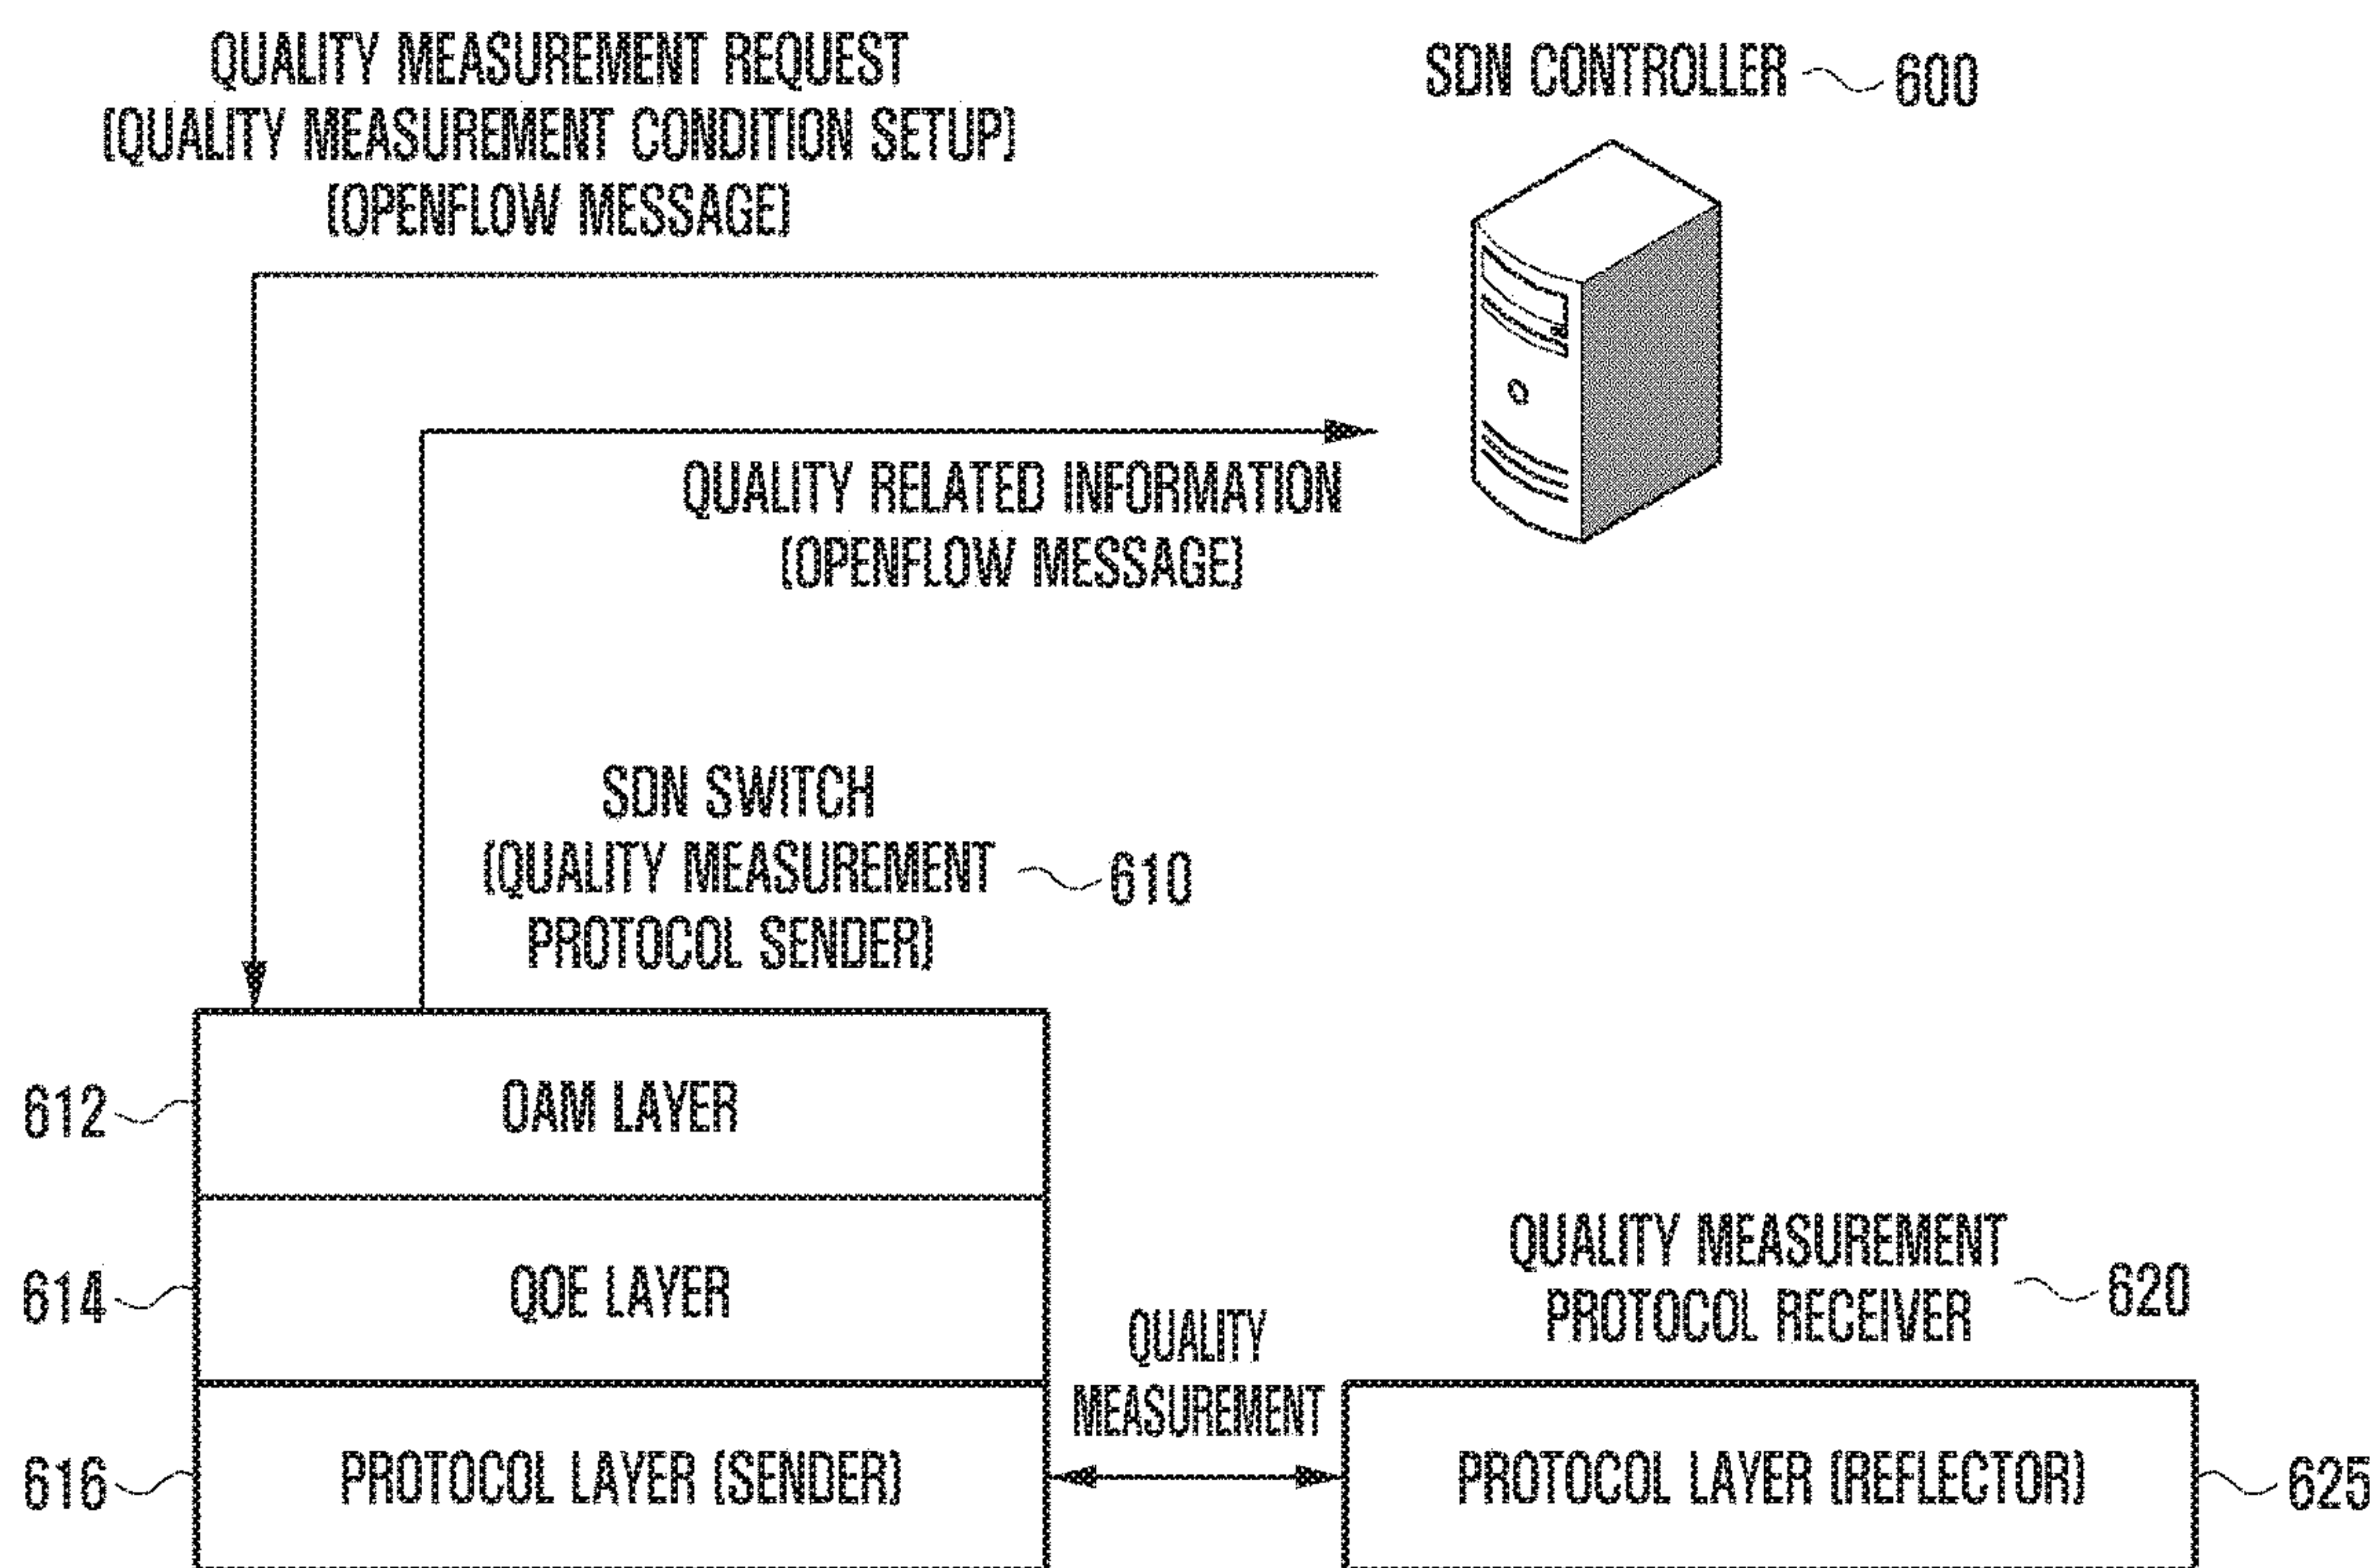 QUALITY MEASUREMENT REQUEST
(QUALITY MEASUREMENT CONDITION SETUP)
(OPENFLOW MESSAGE)
SDN CONTROLLER 600
QUALITY RELATED INFORMATION
(OPENFLOW MESSAGE)
SDN SWITCH
(QUALITY MEASUREMENT
PROTOCOL SENDER)
610
612 OAM LAYER
614 QOE LAYER
616 PROTOCOL LAYER (SENDER)
QUALITY
MEASUREMENT
QUALITY MEASUREMENT
PROTOCOL RECEIVER
620
PROTOCOL LAYER (REFLECTOR) 625